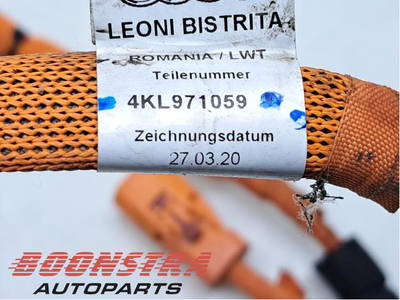 LEONI BISTRITA
ROMANIA / LWT
Teilenummer
4KL971059
Zeichnungsdatum
27.03.20
BOONSTRA
AUTOPARTS